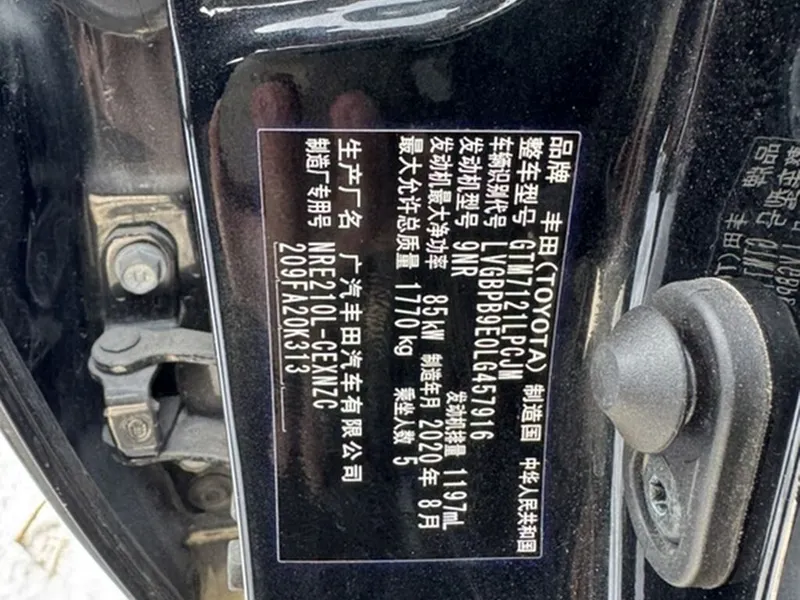 品牌 丰田(TOYOTA) 制造国 中华人民共和国
整车型号 GTM7121LPCJM
车辆识别代号 LVGBPB9E0LG457916
发动机型号 9NR 发动机排量 1197mL
发动机最大净功率 85kW 制造年月 2020年8月
最大允许总质量 1770kg 乘坐人数 5
生产厂名 广汽丰田汽车有限公司
制造厂专用号 NRE210L-CEXNZC
209FA20K313